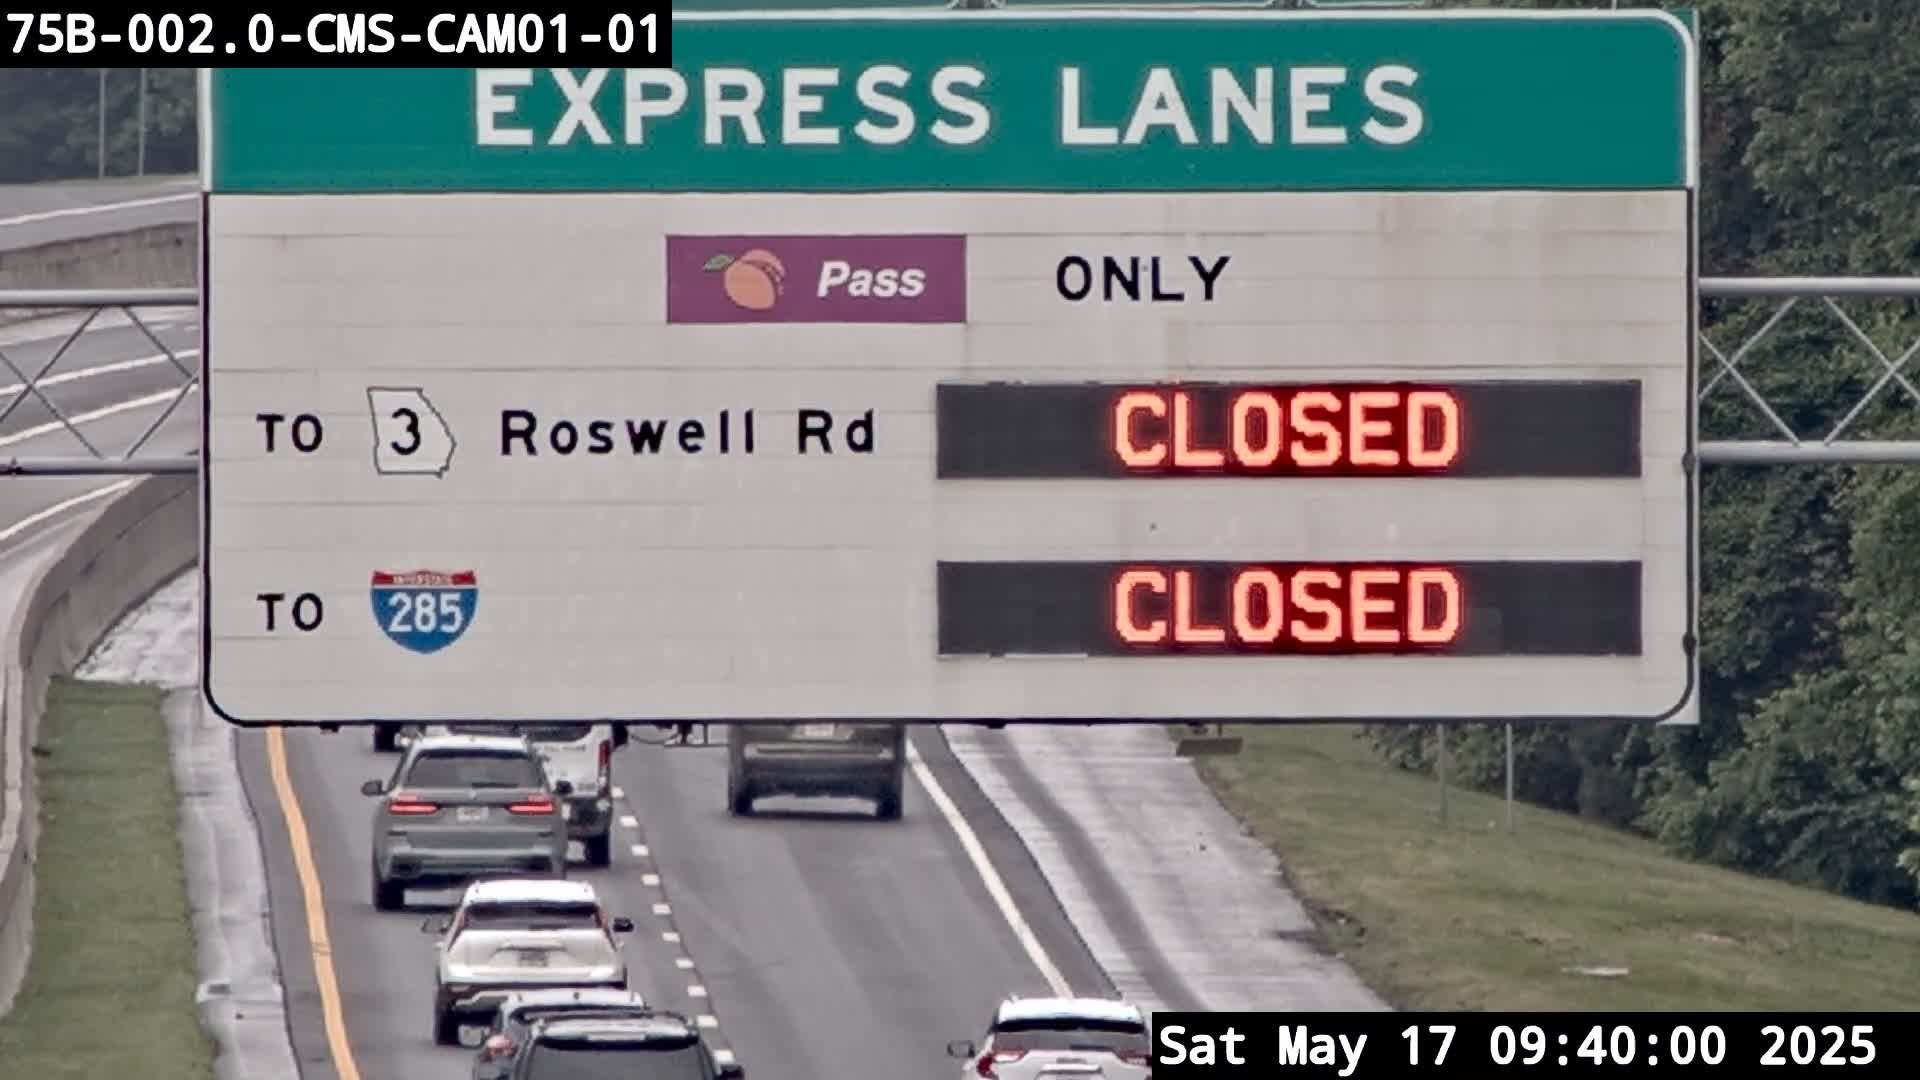 75B-002.0-CMS-CAM01-01
EXPRESS LANES
Pass ONLY
TO 3 Roswell Rd CLOSED
INTERSTATE
TO 285 CLOSED
Sat May 17 09:40:00 2025